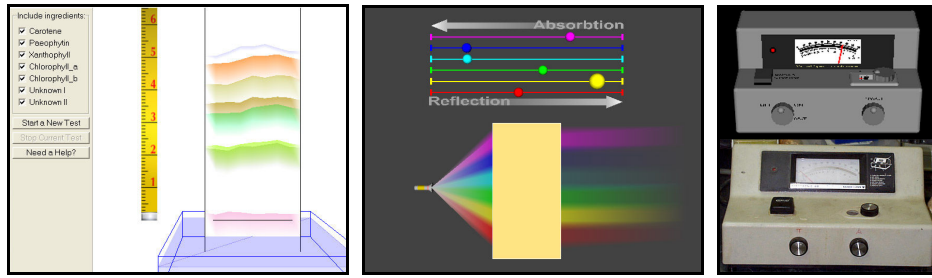 Include ingredients:
Carotene
Paeophytin
Xanthophyll
Chlorophyll_a
Chlorophyll_b
Unknown I
Unknown II
Start a New Test
Stop Current Test
Need a Help?
6
5
4
3
2
1
Absorbtion
Reflection